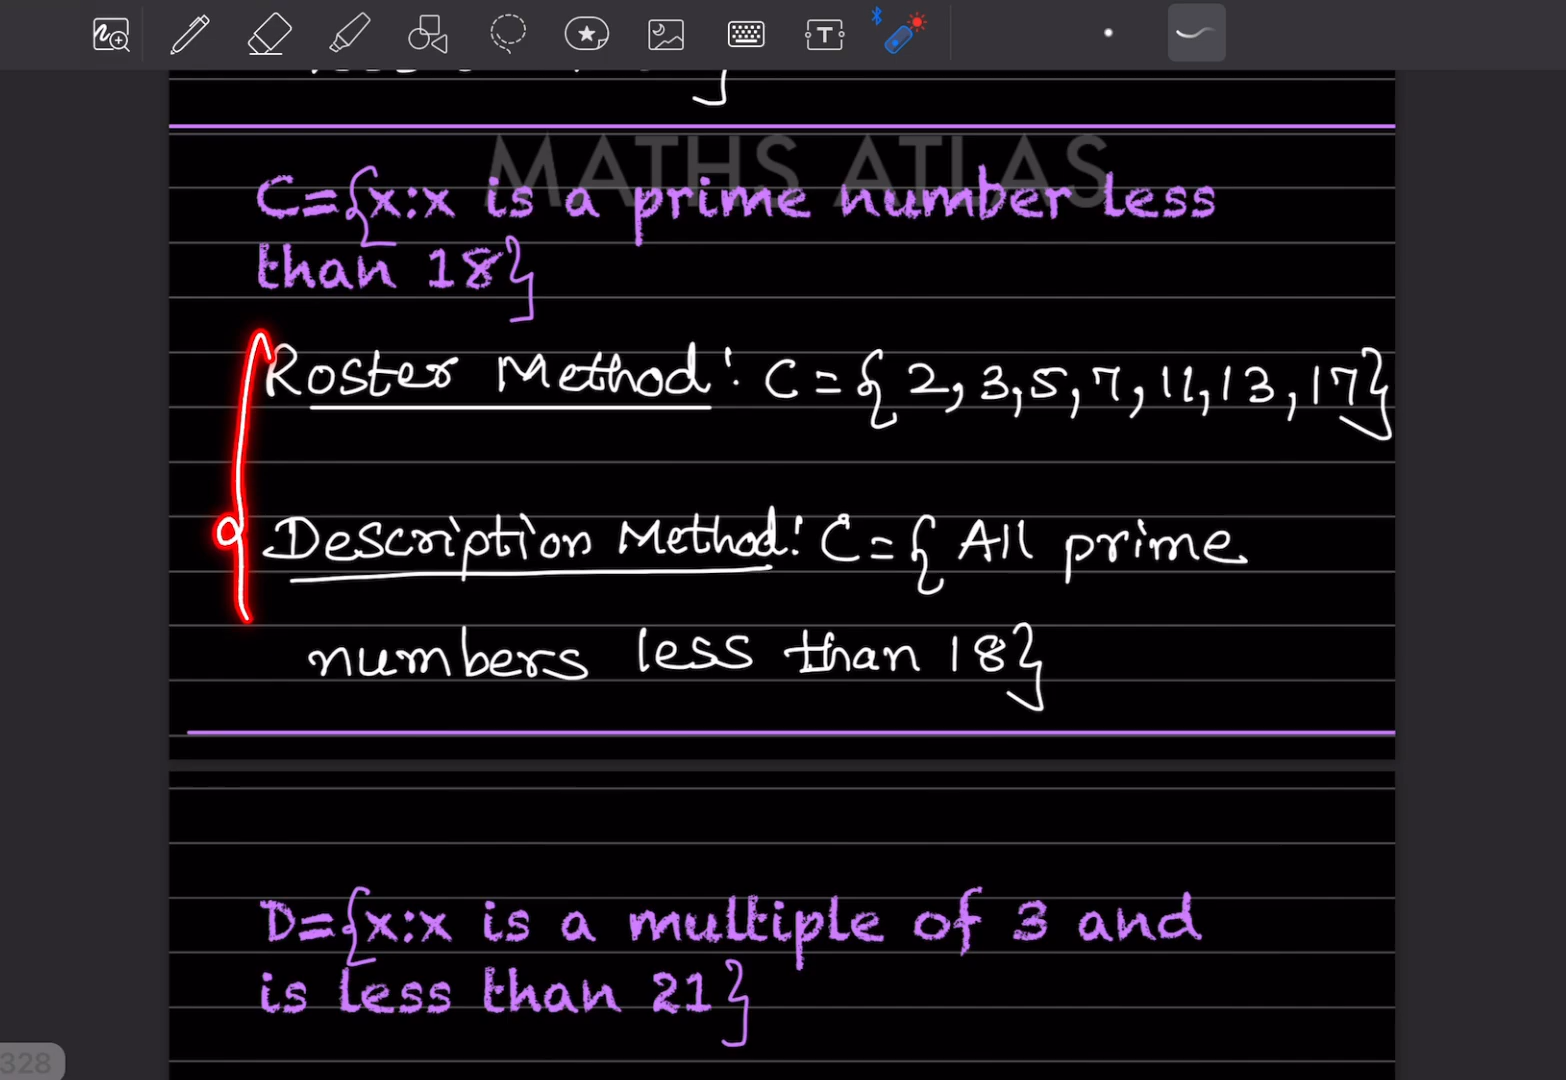 MATHS ATLAS
C={x:x is a prime number less
than 18}
Roster Method: C={2,3,5,7,11,13,17}
Description Method: C={ All prime
numbers less than 18}
D={x:x is a multiple of 3 and
is less than 21}
328